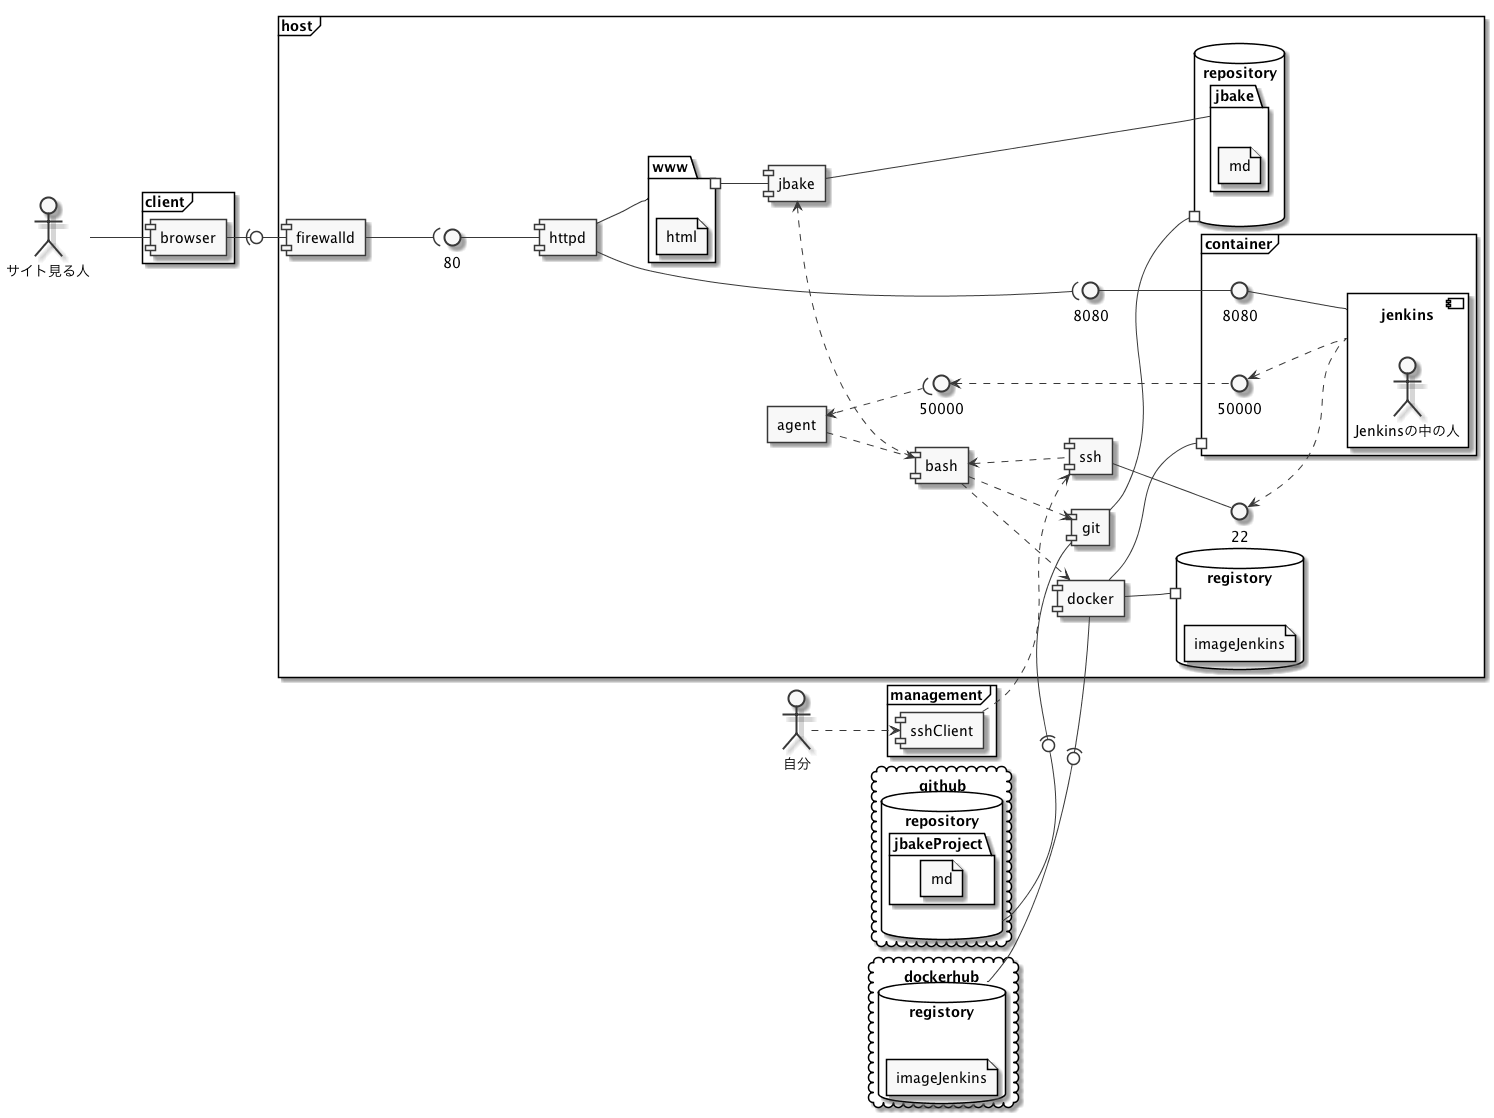 host
repository
jbake
md
www
jbake
html
client
browser
サイト見る人
firewalld
80
httpd
container
8080
8080
jenkins
Jenkinsの中の人
50000
50000
agent
bash
ssh
git
22
docker
registory
imageJenkins
management
sshClient
自分
github
repository
jbakeProject
md
dockerhub
registory
imageJenkins